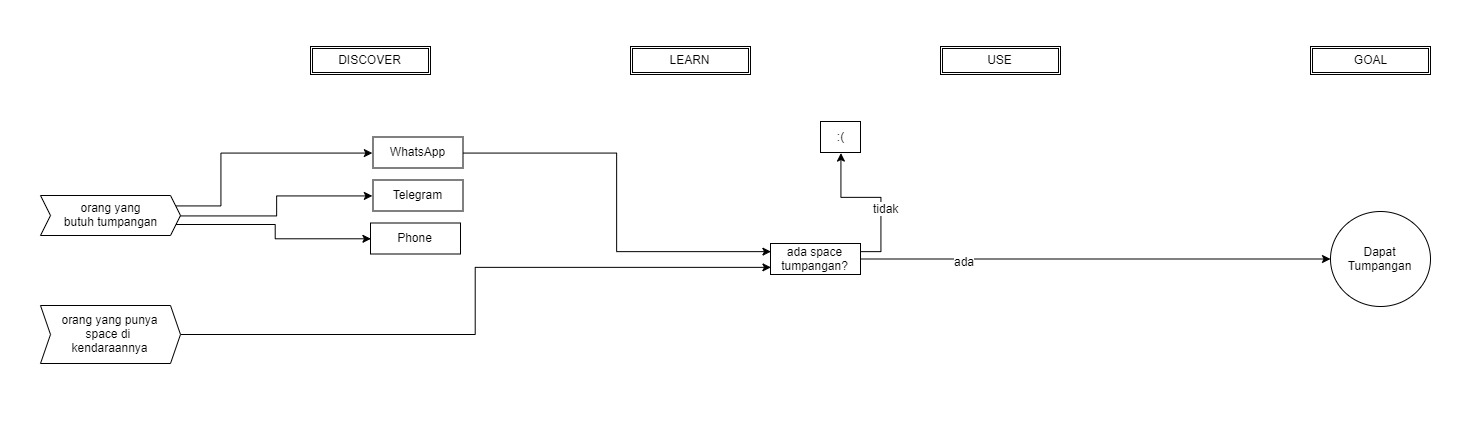 DISCOVER
LEARN
USE
GOAL
:(
WhatsApp
Telegram
Phone
orang yang
butuh tumpangan
tidak
ada space
tumpangan?
ada
Dapat
Tumpangan
orang yang punya
space di
kendaraannya